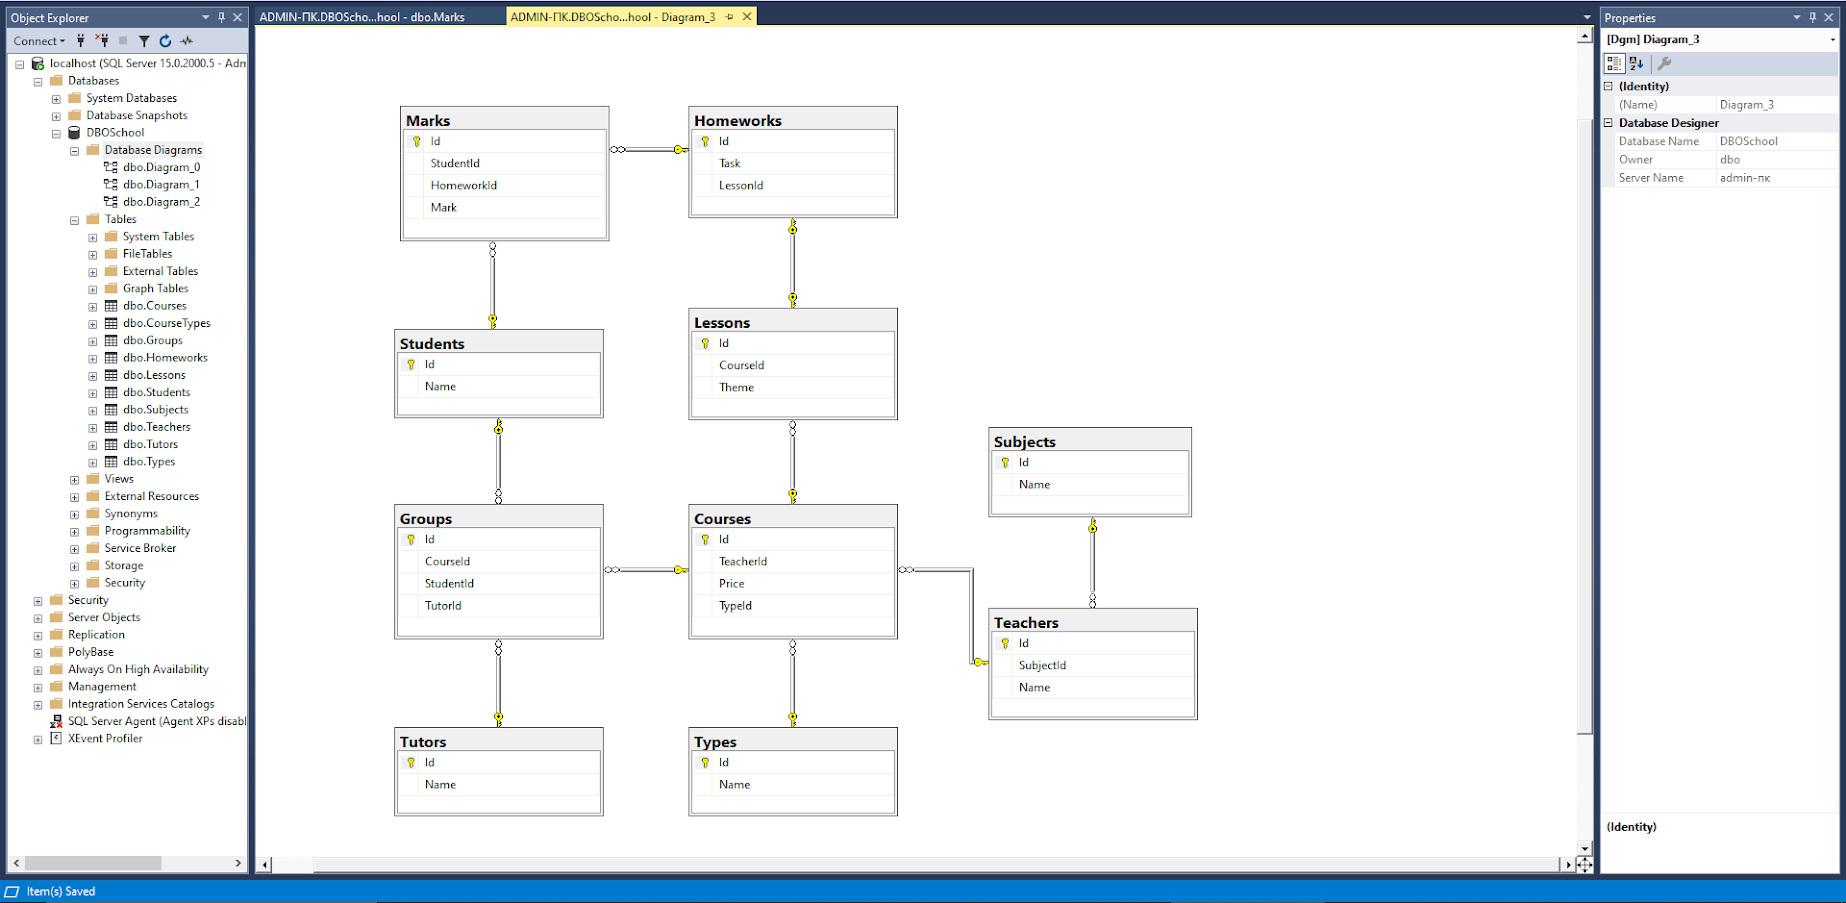 Object Explorer
Connect
localhost (SQL Server 15.0.2000.5 - Adm
Databases
System Databases
Database Snapshots
DBOSchool
Database Diagrams
dbo.Diagram_0
dbo.Diagram_1
dbo.Diagram_2
Tables
System Tables
FileTables
External Tables
Graph Tables
dbo.Courses
dbo.CourseTypes
dbo.Groups
dbo.Homeworks
dbo.Lessons
dbo.Students
dbo.Subjects
dbo.Teachers
dbo.Tutors
dbo.Types
Views
External Resources
Synonyms
Programmability
Service Broker
Storage
Security
Security
Server Objects
Replication
PolyBase
Always On High Availability
Management
Integration Services Catalogs
SQL Server Agent (Agent XPs disabl
XEvent Profiler
ADMIN-ПК.DBOScho...hool - dbo.Marks
ADMIN-ПК.DBOScho...hool - Diagram_3
Marks
Id
StudentId
HomeworkId
Mark
Homeworks
Id
Task
LessonId
Students
Id
Name
Lessons
Id
CourseId
Theme
Subjects
Id
Name
Groups
Id
CourseId
StudentId
TutorId
Courses
Id
TeacherId
Price
TypeId
Teachers
Id
SubjectId
Name
Tutors
Id
Name
Types
Id
Name
Properties
[Dgm] Diagram_3
(Identity)
(Name) Diagram_3
Database Designer
Database Name DBOSchool
Owner dbo
Server Name admin-пк
(Identity)
Item(s) Saved